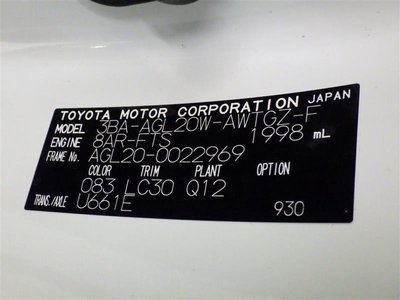 TOYOTA MOTOR CORPORATION JAPAN
MODEL 3BA-AGL20W-AWTGZ-F
ENGINE 8AR-FTS 1998 mL
FRAME No. AGL20-0022969
COLOR TRIM PLANT OPTION
083 LC30 Q12
TRANS./AXLE U661E 930